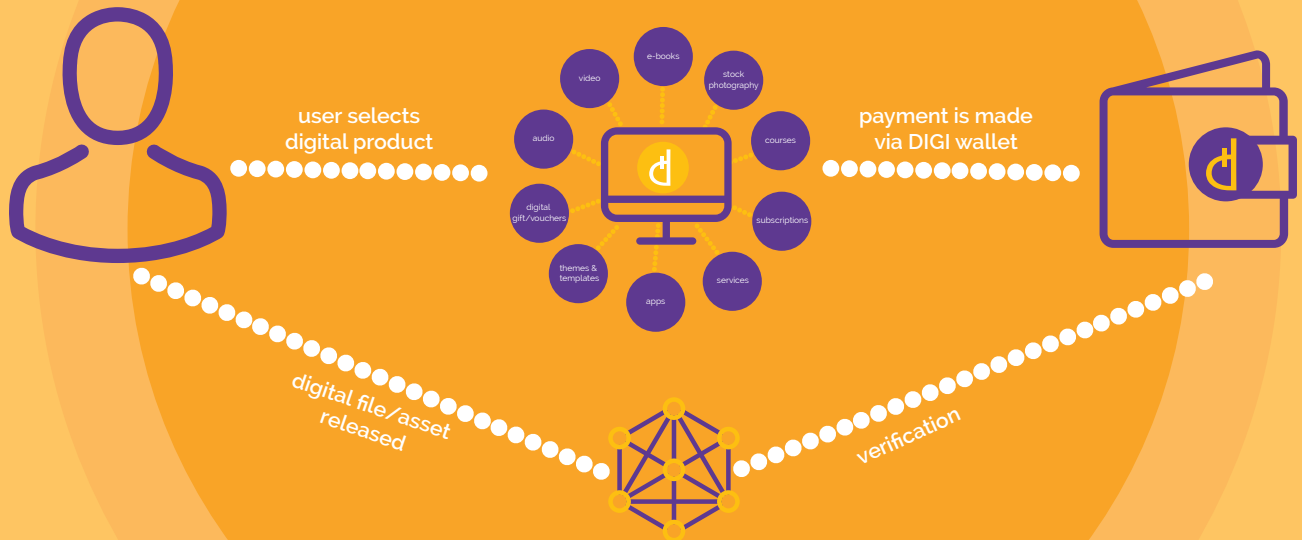 user selects
digital product
video
e-books
stock
photography
audio
courses
digital
gift/vouchers
subscriptions
themes &
templates
apps
services
payment is made
via DIGI wallet
digital file/asset
released
verification